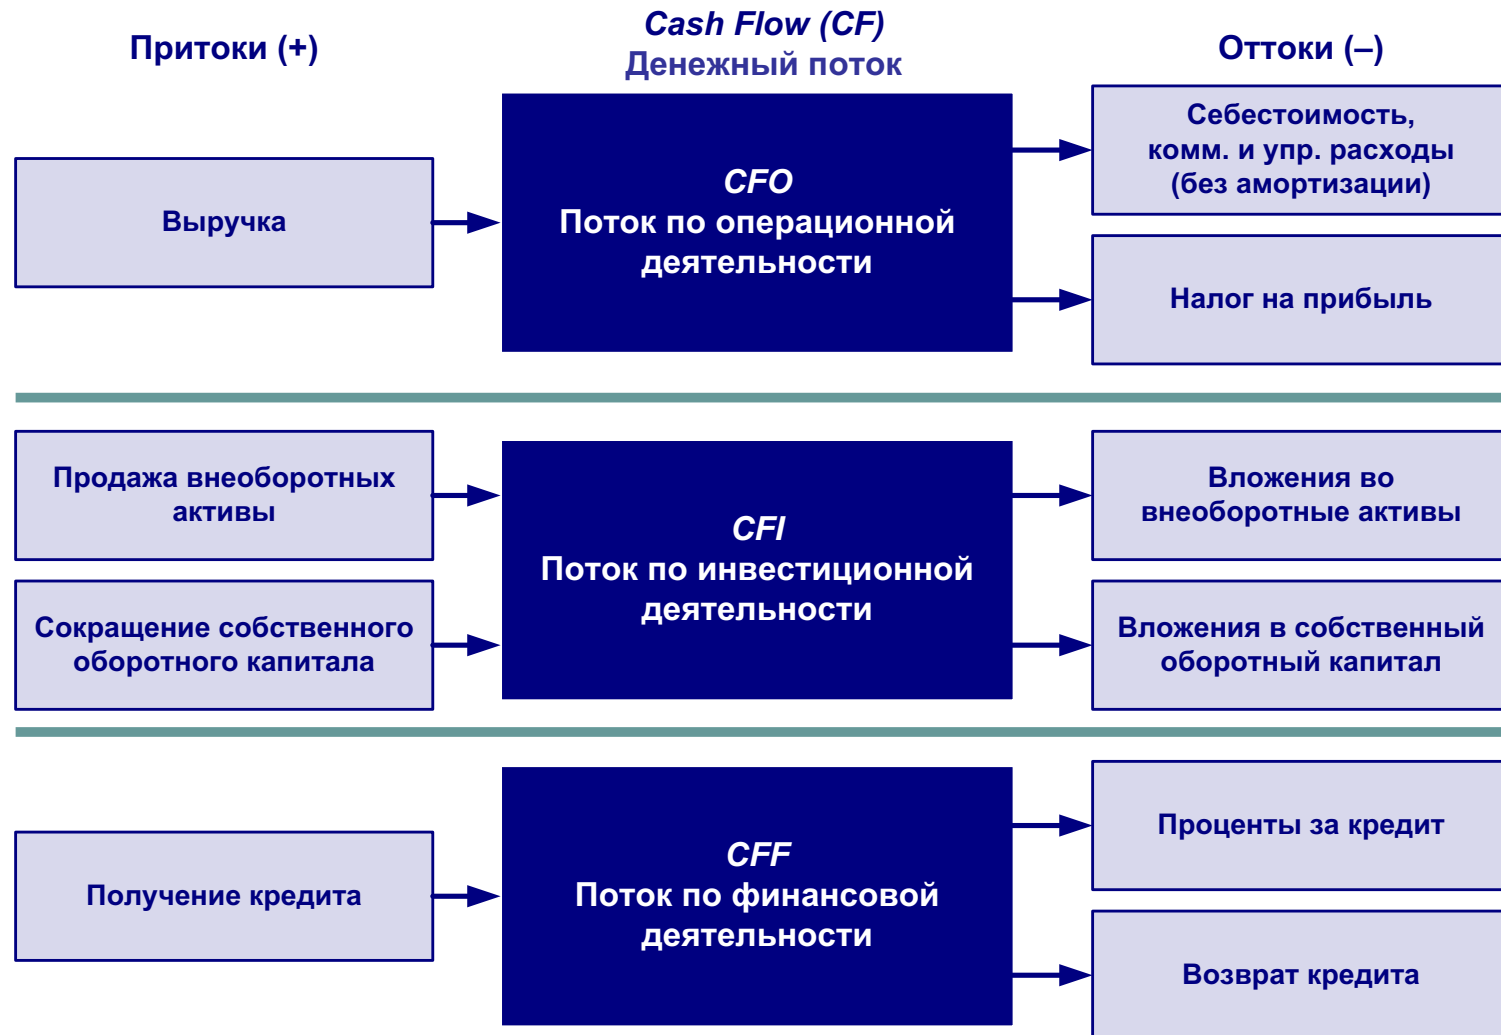 Притоки (+)
Cash Flow (CF)
Денежный поток
Оттоки (–)
Выручка
CFO
Поток по операционной
деятельности
Себестоимость,
комм. и упр. расходы
(без амортизации)
Налог на прибыль
Продажа внеоборотных
активы
Сокращение собственного
оборотного капитала
CFI
Поток по инвестиционной
деятельности
Вложения во
внеоборотные активы
Вложения в собственный
оборотный капитал
Получение кредита
CFF
Поток по финансовой
деятельности
Проценты за кредит
Возврат кредита